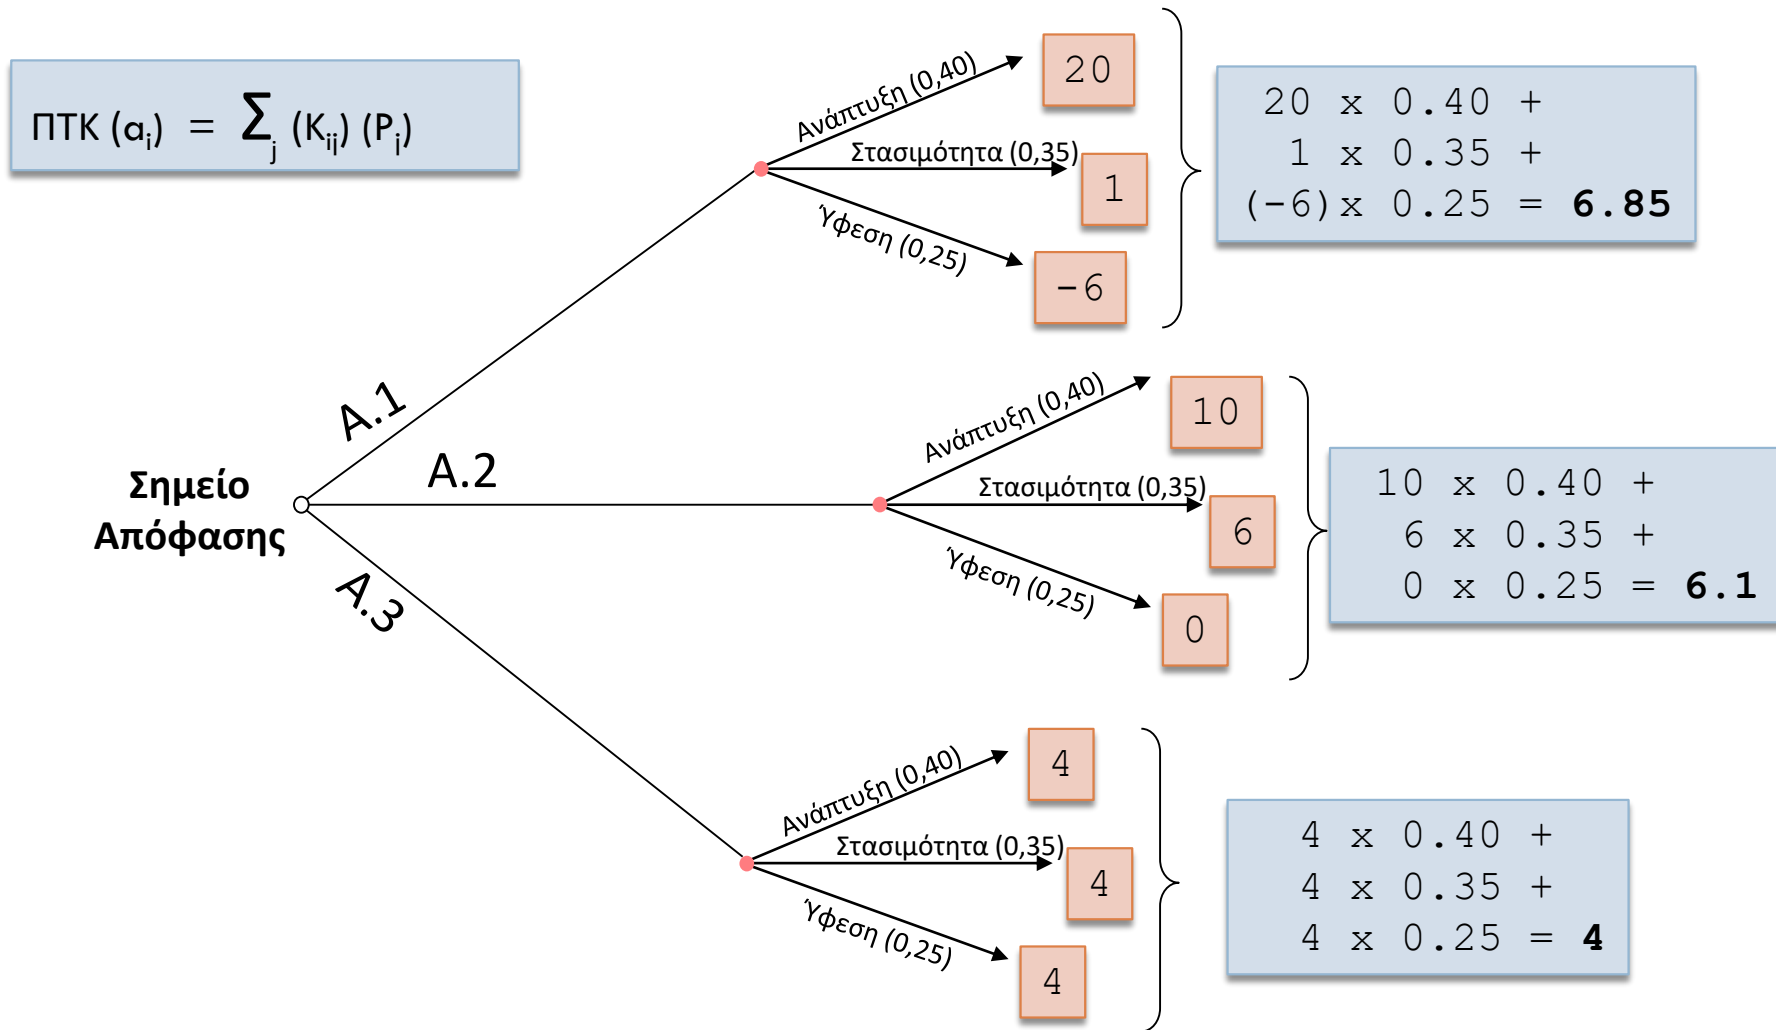 ΠΤΚ (αᵢ) = Σⱼ (Κᵢⱼ) (Pⱼ)
Ανάπτυξη (0,40)
20
Στασιμότητα (0,35)
1
Ύφεση (0,25)
-6
20 x 0.40 +
1 x 0.35 +
(-6)x 0.25 = 6.85
Α.1
Α.2
Α.3
Σημείο
Απόφασης
Ανάπτυξη (0,40)
10
Στασιμότητα (0,35)
6
Ύφεση (0,25)
0
10 x 0.40 +
6 x 0.35 +
0 x 0.25 = 6.1
Ανάπτυξη (0,40)
4
Στασιμότητα (0,35)
4
Ύφεση (0,25)
4
4 x 0.40 +
4 x 0.35 +
4 x 0.25 = 4